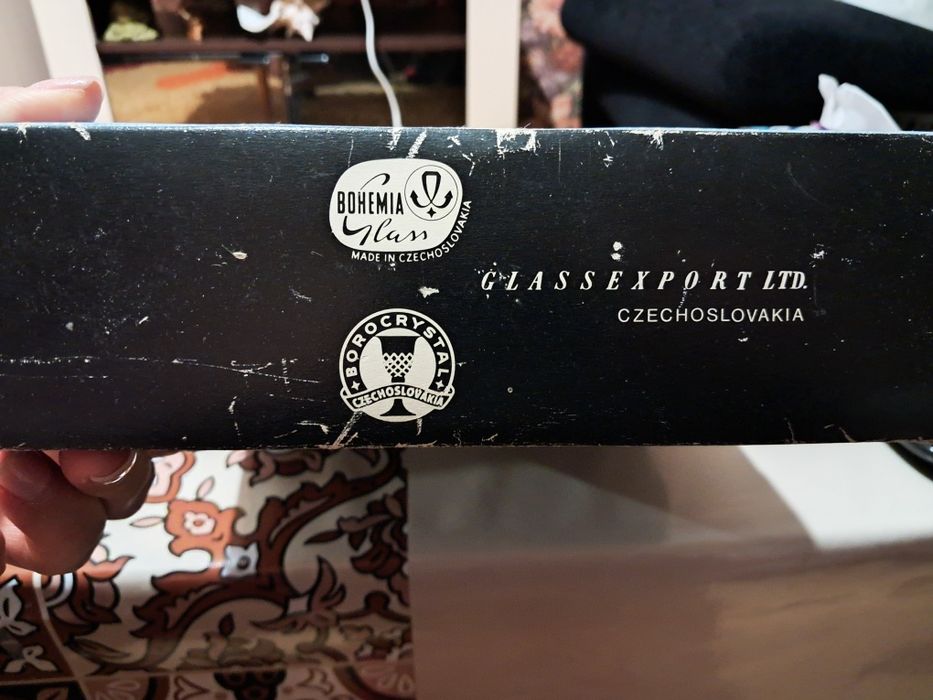 BOHEMIA
Glass
MADE IN CZECHOSLOVAKIA
GLASSEXPORT LTD.
CZECHOSLOVAKIA
BOROCRYSTAL
CZECHOSLOVAKIA